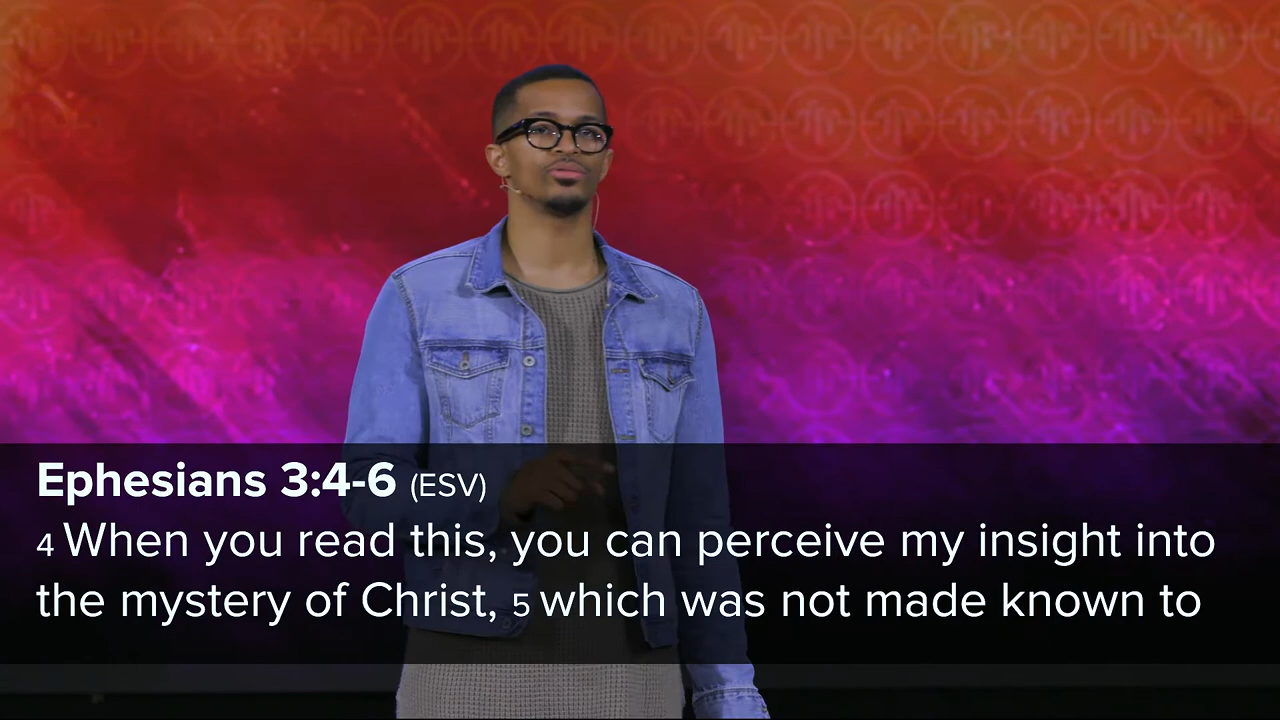 Ephesians 3:4-6 (ESV)
4 When you read this, you can perceive my insight into
the mystery of Christ, 5 which was not made known to